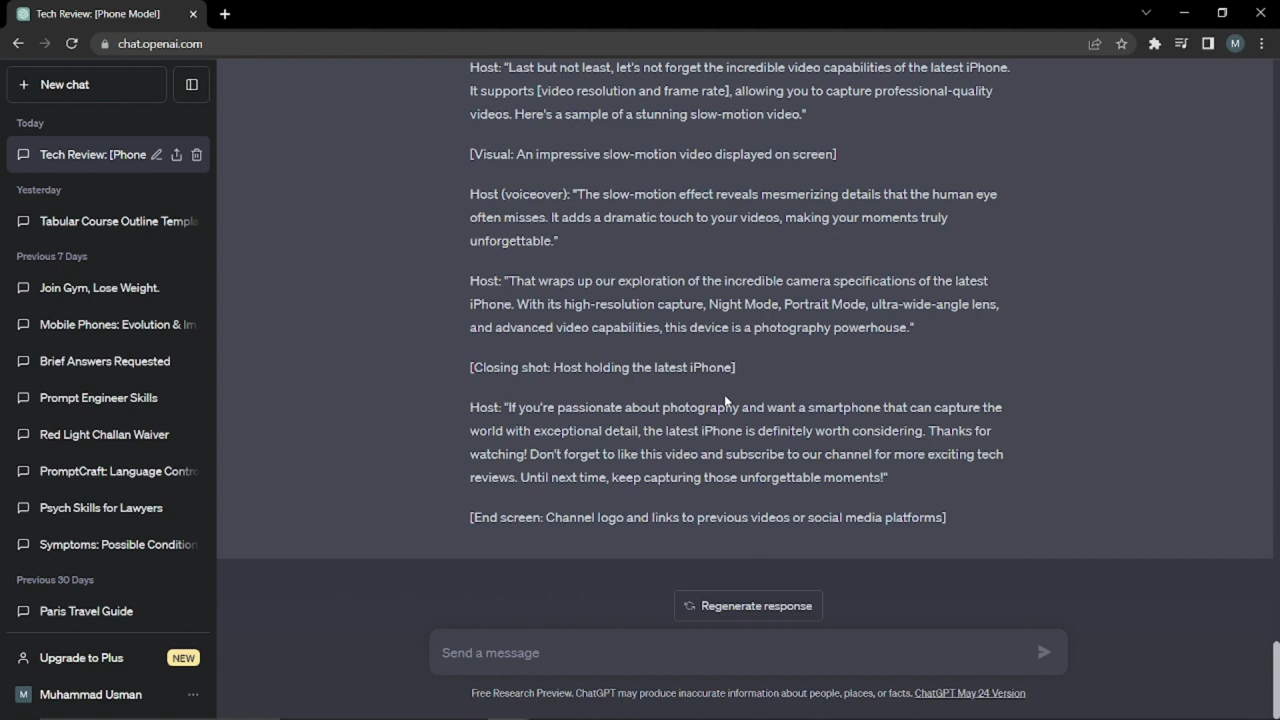 Tech Review: [Phone Model]
chat.openai.com
M
New chat
Today
Tech Review: [Phone
Yesterday
Tabular Course Outline Templa
Previous 7 Days
Join Gym, Lose Weight.
Mobile Phones: Evolution & Im
Brief Answers Requested
Prompt Engineer Skills
Red Light Challan Waiver
PromptCraft: Language Contro
Psych Skills for Lawyers
Symptoms: Possible Condition
Previous 30 Days
Paris Travel Guide
Upgrade to Plus NEW
M Muhammad Usman
Host: "Last but not least, let's not forget the incredible video capabilities of the latest iPhone.
It supports [video resolution and frame rate], allowing you to capture professional-quality
videos. Here's a sample of a stunning slow-motion video."
[Visual: An impressive slow-motion video displayed on screen]
Host (voiceover): "The slow-motion effect reveals mesmerizing details that the human eye
often misses. It adds a dramatic touch to your videos, making your moments truly
unforgettable."
Host: "That wraps up our exploration of the incredible camera specifications of the latest
iPhone. With its high-resolution capture, Night Mode, Portrait Mode, ultra-wide-angle lens,
and advanced video capabilities, this device is a photography powerhouse."
[Closing shot: Host holding the latest iPhone]
Host: "If you're passionate about photography and want a smartphone that can capture the
world with exceptional detail, the latest iPhone is definitely worth considering. Thanks for
watching! Don't forget to like this video and subscribe to our channel for more exciting tech
reviews. Until next time, keep capturing those unforgettable moments!"
[End screen: Channel logo and links to previous videos or social media platforms]
Regenerate response
Send a message
Free Research Preview. ChatGPT may produce inaccurate information about people, places, or facts. ChatGPT May 24 Version